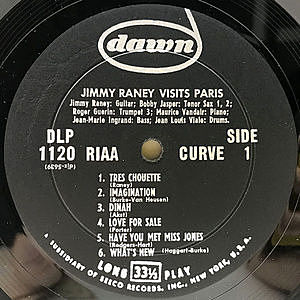 dawn
JIMMY RANEY VISITS PARIS
Jimmy Raney: Guitar; Bobby Jasper: Tenor Sax 1, 2;
Roger Guerin: Trumpet 3; Maurice Vandair: Piano;
Jean-Marie Ingrand: Bass; Jean Louis Viale: Drums.
DLP SIDE
1120 RIAA CURVE 1
1. TRES CHOUETTE
(Raney)
2. IMAGINATION
(Burke-Van Heusen)
3. DINAH
(Akst)
4. LOVE FOR SALE
(Porter)
5. HAVE YOU MET MISS JONES
(Rodgers-Hart)
6. WHAT'S NEW (Haggart-Burke)
LONG 33⅓ PLAY
A SUBSIDIARY OF SEECO RECORDS, INC., NEW YORK, U.S.A.